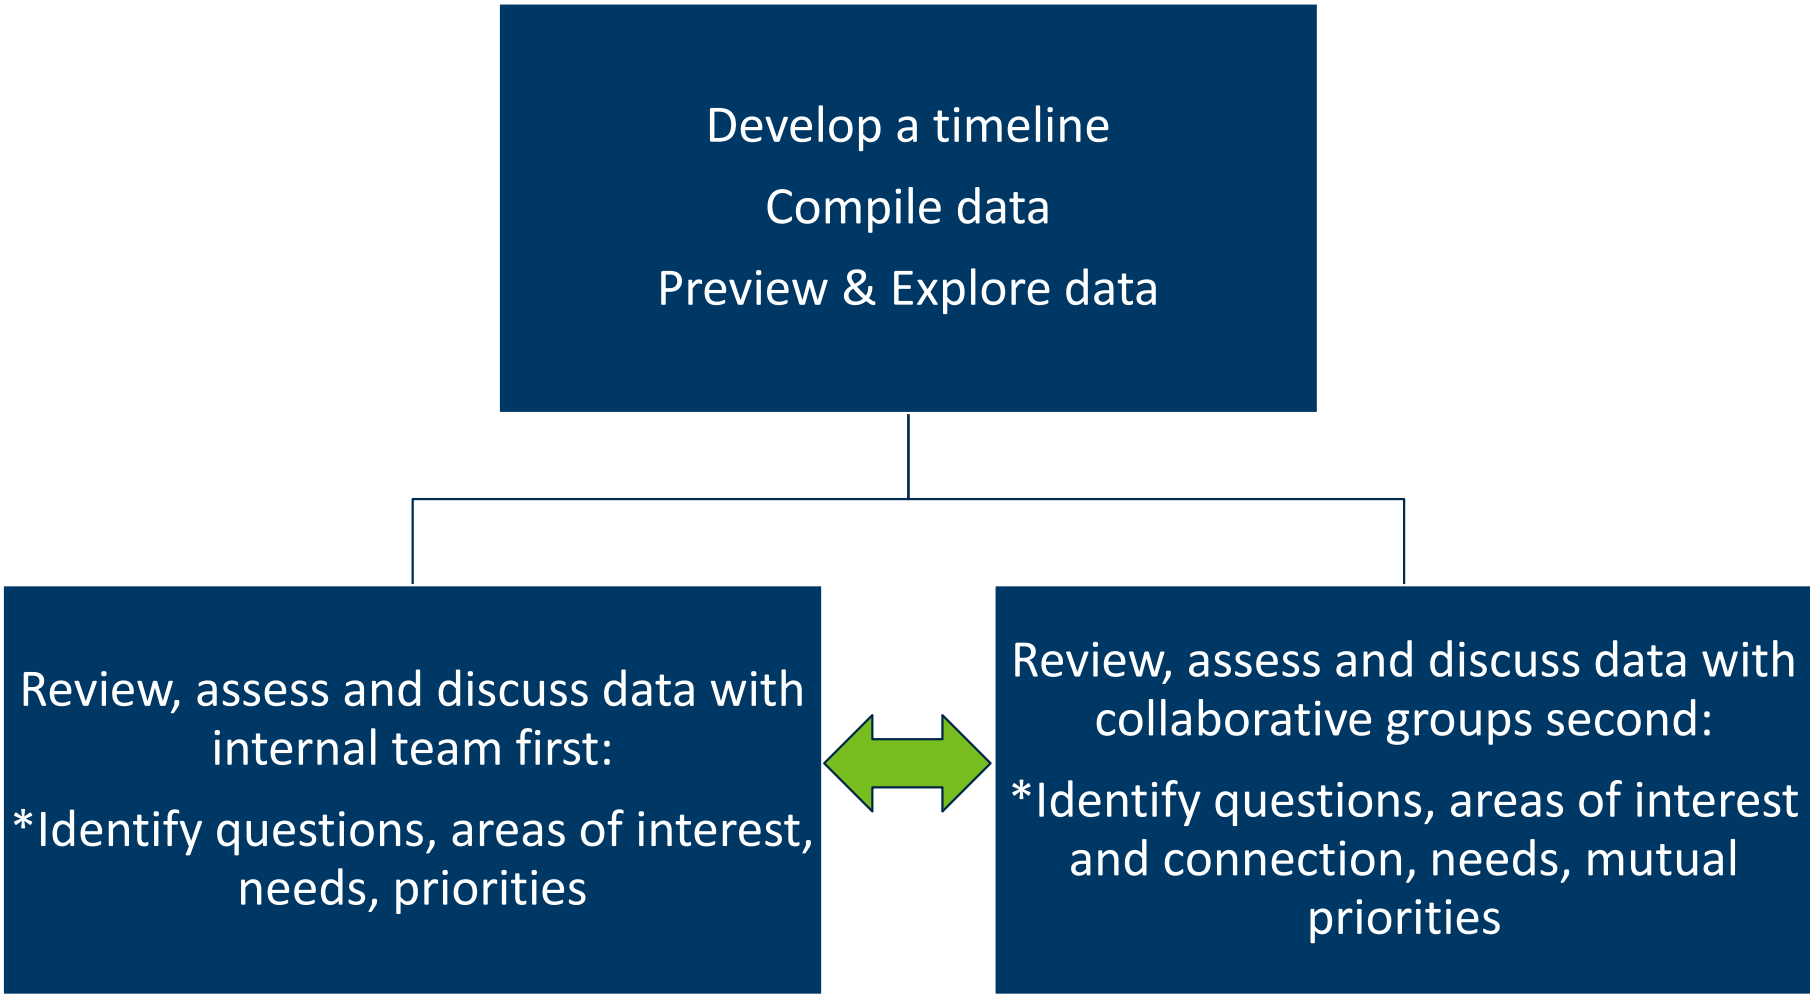 Develop a timeline
Compile data
Preview & Explore data
Review, assess and discuss data with
internal team first:
*Identify questions, areas of interest,
needs, priorities
Review, assess and discuss data with
collaborative groups second:
*Identify questions, areas of interest
and connection, needs, mutual
priorities